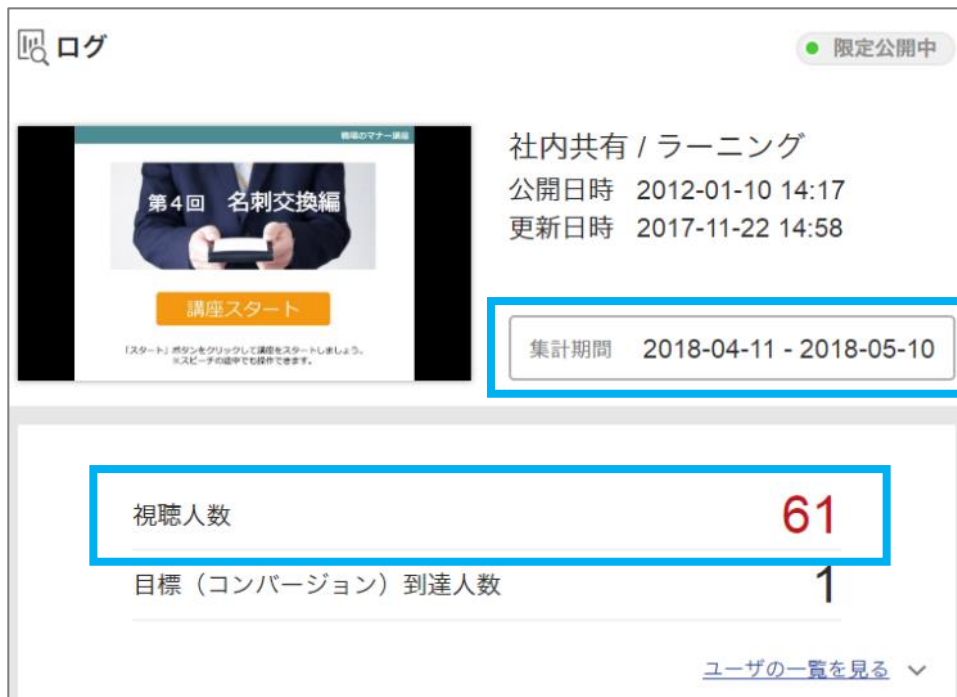 ログ
限定公開中
職場のマナー講座
第4回 名刺交換編
講座スタート
「スタート」ボタンをクリックして講座をスタートしましょう。
※スピーチの途中でも操作できます。
社内共有 / ラーニング
公開日時 2012-01-10 14:17
更新日時 2017-11-22 14:58
集計期間 2018-04-11 - 2018-05-10
視聴人数 61
目標（コンバージョン）到達人数 1
ユーザの一覧を見る